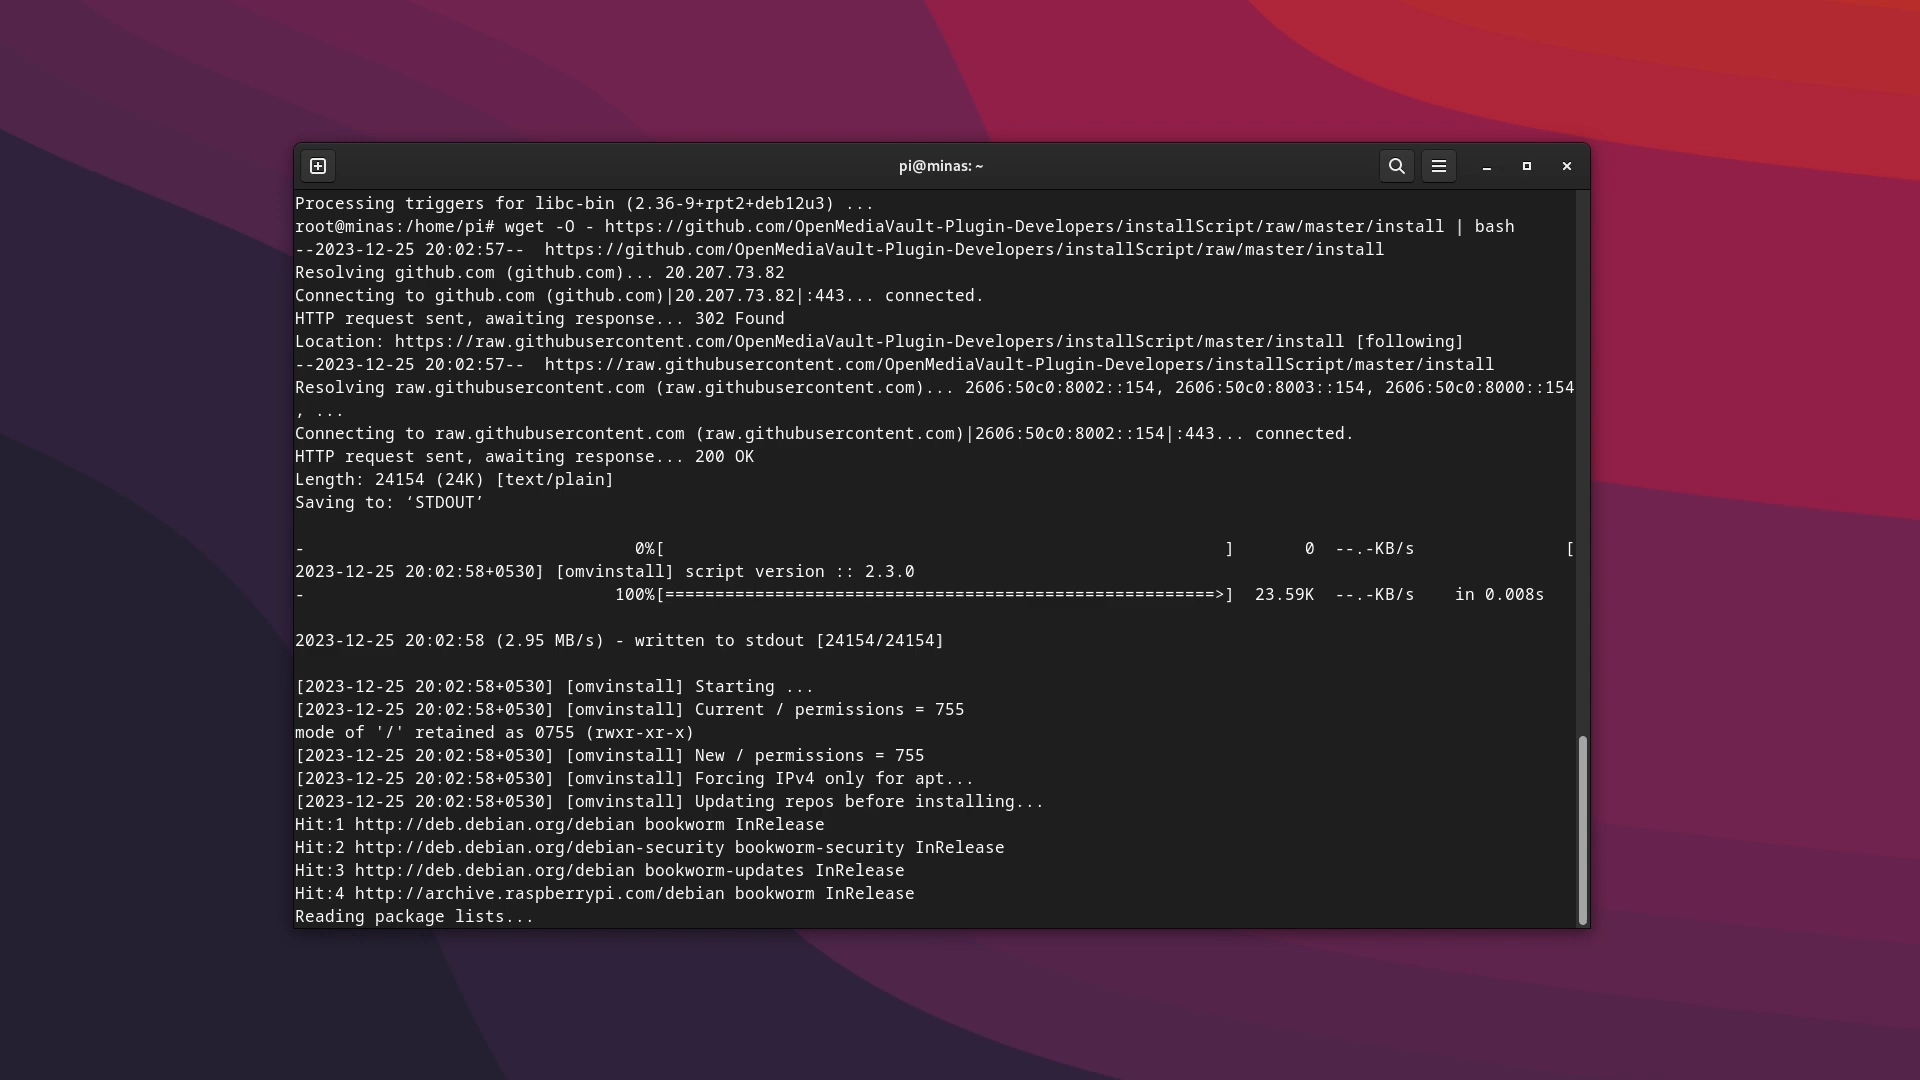 pi@minas: ~
Processing triggers for libc-bin (2.36-9+rpt2+deb12u3) ...
root@minas:/home/pi# wget -O - https://github.com/OpenMediaVault-Plugin-Developers/installScript/raw/master/install | bash
--2023-12-25 20:02:57--  https://github.com/OpenMediaVault-Plugin-Developers/installScript/raw/master/install
Resolving github.com (github.com)... 20.207.73.82
Connecting to github.com (github.com)|20.207.73.82|:443... connected.
HTTP request sent, awaiting response... 302 Found
Location: https://raw.githubusercontent.com/OpenMediaVault-Plugin-Developers/installScript/master/install [following]
--2023-12-25 20:02:57--  https://raw.githubusercontent.com/OpenMediaVault-Plugin-Developers/installScript/master/install
Resolving raw.githubusercontent.com (raw.githubusercontent.com)... 2606:50c0:8002::154, 2606:50c0:8003::154, 2606:50c0:8000::154
, ...
Connecting to raw.githubusercontent.com (raw.githubusercontent.com)|2606:50c0:8002::154|:443... connected.
HTTP request sent, awaiting response... 200 OK
Length: 24154 (24K) [text/plain]
Saving to: ‘STDOUT’
-                                 0%[                                                        ]       0  --.-KB/s               [
2023-12-25 20:02:58+0530] [omvinstall] script version :: 2.3.0
-                               100%[=======================================================>]  23.59K  --.-KB/s    in 0.008s
2023-12-25 20:02:58 (2.95 MB/s) - written to stdout [24154/24154]
[2023-12-25 20:02:58+0530] [omvinstall] Starting ...
[2023-12-25 20:02:58+0530] [omvinstall] Current / permissions = 755
mode of '/' retained as 0755 (rwxr-xr-x)
[2023-12-25 20:02:58+0530] [omvinstall] New / permissions = 755
[2023-12-25 20:02:58+0530] [omvinstall] Forcing IPv4 only for apt...
[2023-12-25 20:02:58+0530] [omvinstall] Updating repos before installing...
Hit:1 http://deb.debian.org/debian bookworm InRelease
Hit:2 http://deb.debian.org/debian-security bookworm-security InRelease
Hit:3 http://deb.debian.org/debian bookworm-updates InRelease
Hit:4 http://archive.raspberrypi.com/debian bookworm InRelease
Reading package lists...